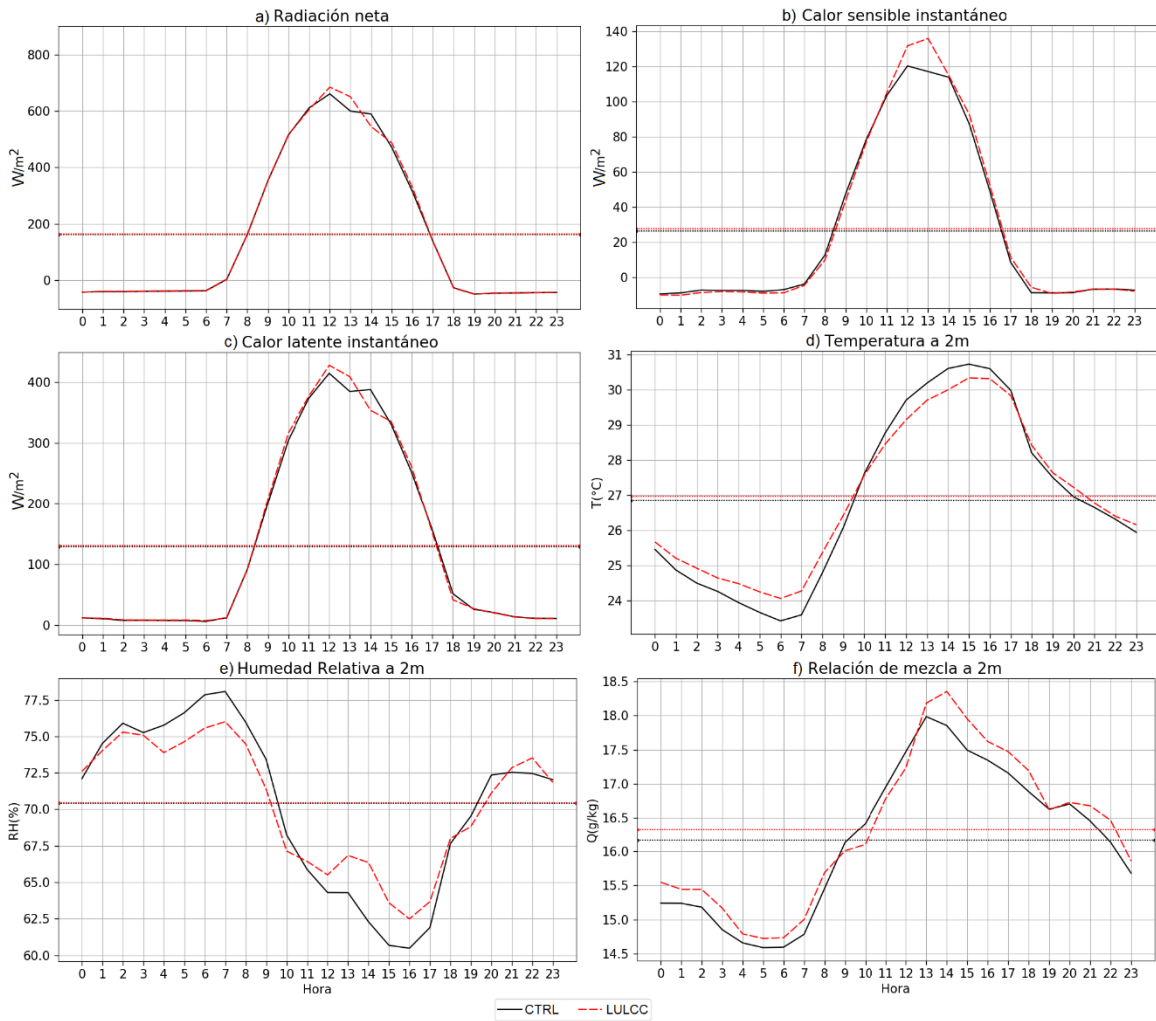 a) Radiación neta
800
600
400
200
0
W/m²
0 1 2 3 4 5 6 7 8 9 10 11 12 13 14 15 16 17 18 19 20 21 22 23
b) Calor sensible instantáneo
140
120
100
80
60
40
20
0
W/m²
0 1 2 3 4 5 6 7 8 9 10 11 12 13 14 15 16 17 18 19 20 21 22 23
c) Calor latente instantáneo
400
300
200
100
0
W/m²
0 1 2 3 4 5 6 7 8 9 10 11 12 13 14 15 16 17 18 19 20 21 22 23
d) Temperatura a 2m
31
30
29
28
27
26
25
24
T(°C)
0 1 2 3 4 5 6 7 8 9 10 11 12 13 14 15 16 17 18 19 20 21 22 23
e) Humedad Relativa a 2m
77.5
75.0
72.5
70.0
67.5
65.0
62.5
60.0
RH(%)
0 1 2 3 4 5 6 7 8 9 10 11 12 13 14 15 16 17 18 19 20 21 22 23
Hora
f) Relación de mezcla a 2m
18.5
18.0
17.5
17.0
16.5
16.0
15.5
15.0
14.5
Q(g/kg)
0 1 2 3 4 5 6 7 8 9 10 11 12 13 14 15 16 17 18 19 20 21 22 23
Hora
CTRL LULCC